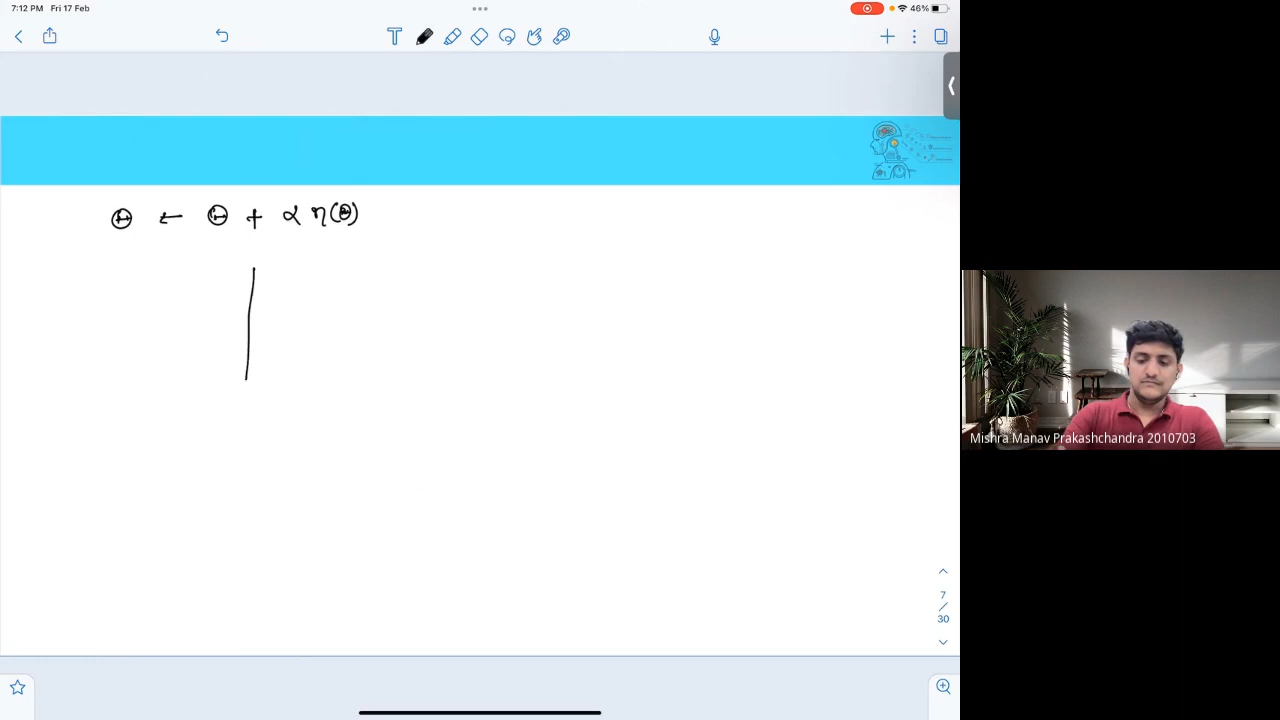 7:12 PM Fri 17 Feb
46%
T
Θ ← Θ + α η(Θ)
Mishra Manav Prakashchandra 2010703
7
/
30